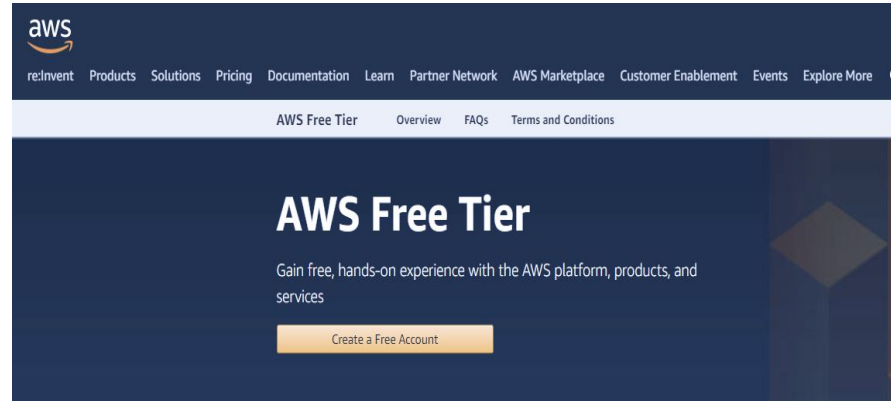 aws
re:Invent Products Solutions Pricing Documentation Learn Partner Network AWS Marketplace Customer Enablement Events Explore More
AWS Free Tier Overview FAQs Terms and Conditions
AWS Free Tier
Gain free, hands-on experience with the AWS platform, products, and
services
Create a Free Account